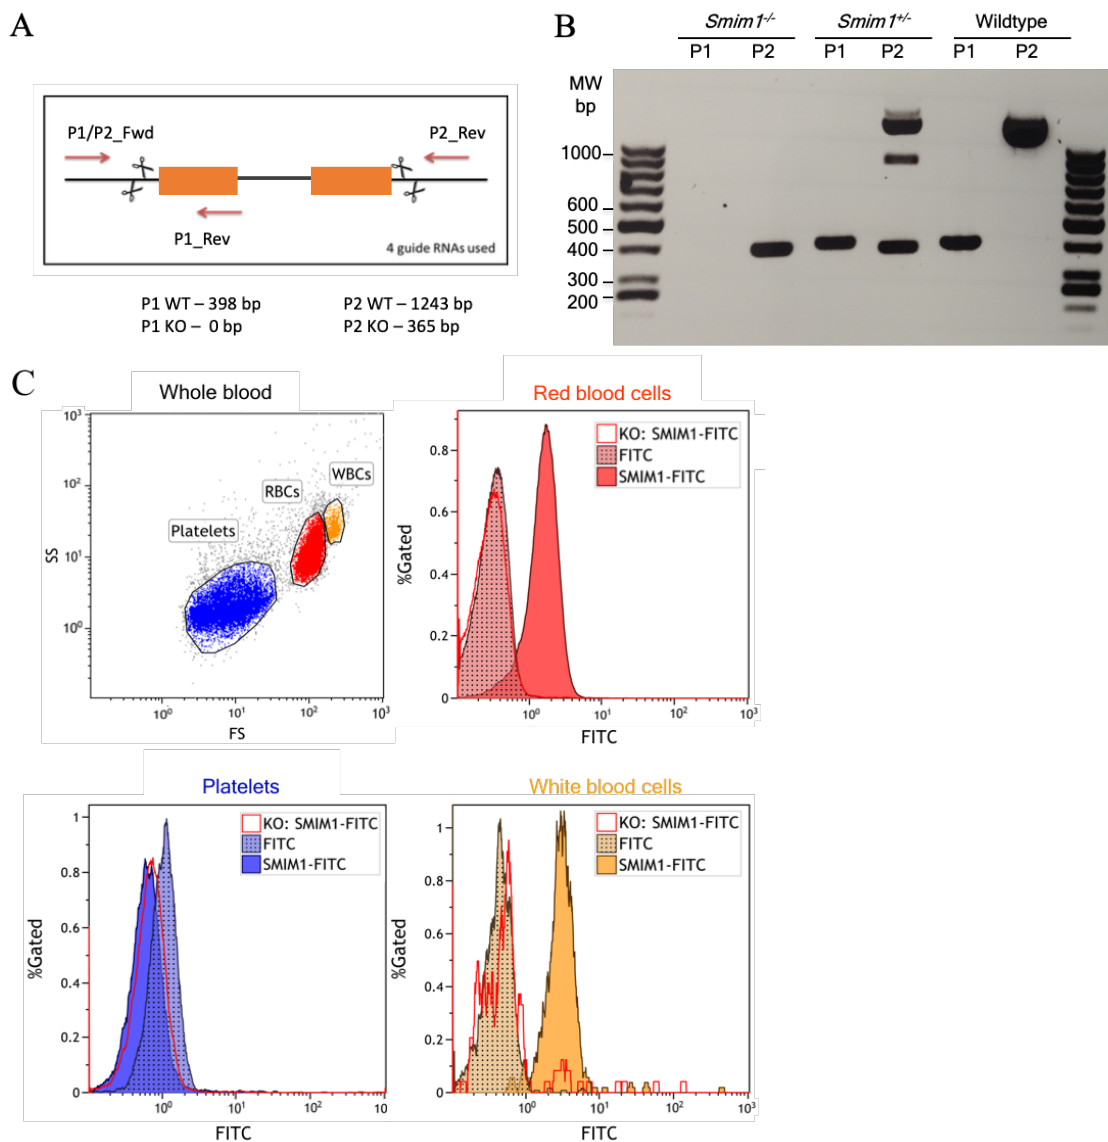 A
P1/P2_Fwd
P2_Rev
P1_Rev
4 guide RNAs used
P1 WT – 398 bp
P1 KO – 0 bp
P2 WT – 1243 bp
P2 KO – 365 bp
B
Smim1-/-
Smim1+/-
Wildtype
P1 P2 P1 P2 P1 P2
MW
bp
1000
600
500
400
300
200
C
Whole blood
10³
10²
10¹
10⁰
SS
Platelets
RBCs
WBCs
10⁰ 10¹ 10² 10³
FS
Red blood cells
KO: SMIM1-FITC
FITC
SMIM1-FITC
0.8
0.6
0.4
0.2
0
%Gated
10⁰ 10¹ 10² 10³
FITC
Platelets
KO: SMIM1-FITC
FITC
SMIM1-FITC
1
0.8
0.6
0.4
0.2
0
%Gated
10⁰ 10¹ 10² 10
FITC
White blood cells
KO: SMIM1-FITC
FITC
SMIM1-FITC
1
0.8
0.6
0.4
0.2
0
%Gated
10⁰ 10¹ 10² 10³
FITC